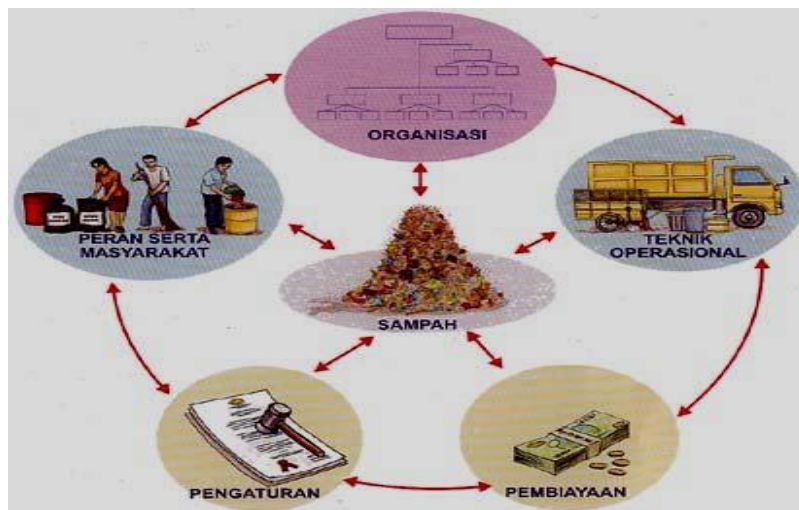 ORGANISASI
PERAN SERTA
MASYARAKAT
TEKNIK
OPERASIONAL
SAMPAH
PENGATURAN
PEMBIAYAAN